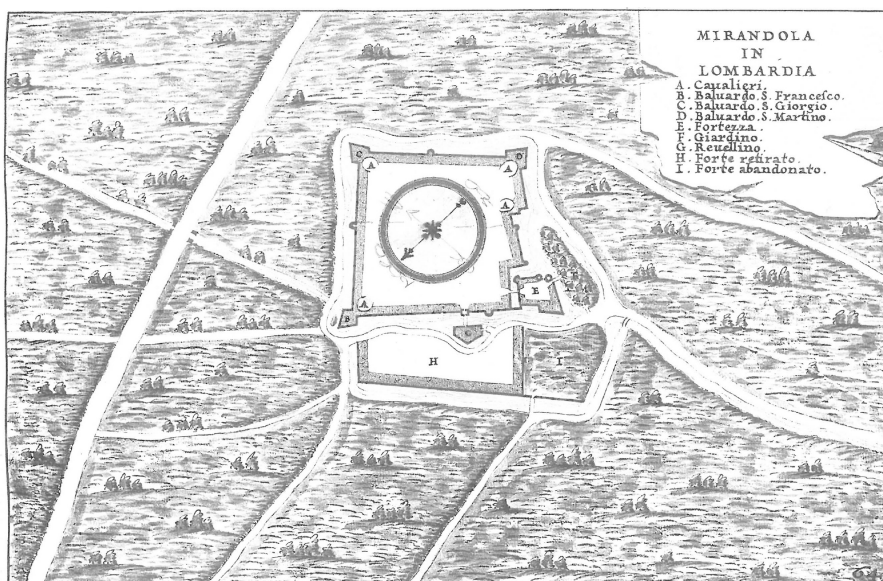 MIRANDOLA
IN
LOMBARDIA
A. Caualieri.
B. Baluardo. S. Francesco.
C. Baluardo. S. Giorgio.
D. Baluardo. S. Martino.
E. Fortezza.
F. Giardino.
G. Reuellino.
H. Forte retirato.
I. Forte abandonato.
A
A
A
E
A
B
G
H
I